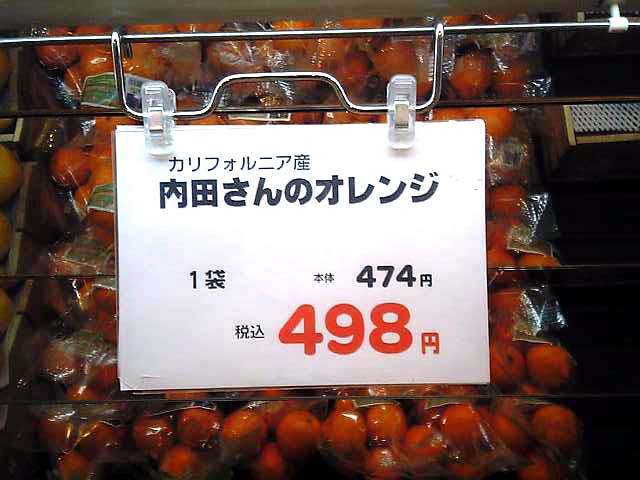 カリフォルニア産
内田さんのオレンジ
1袋 本体 474円
税込 498円